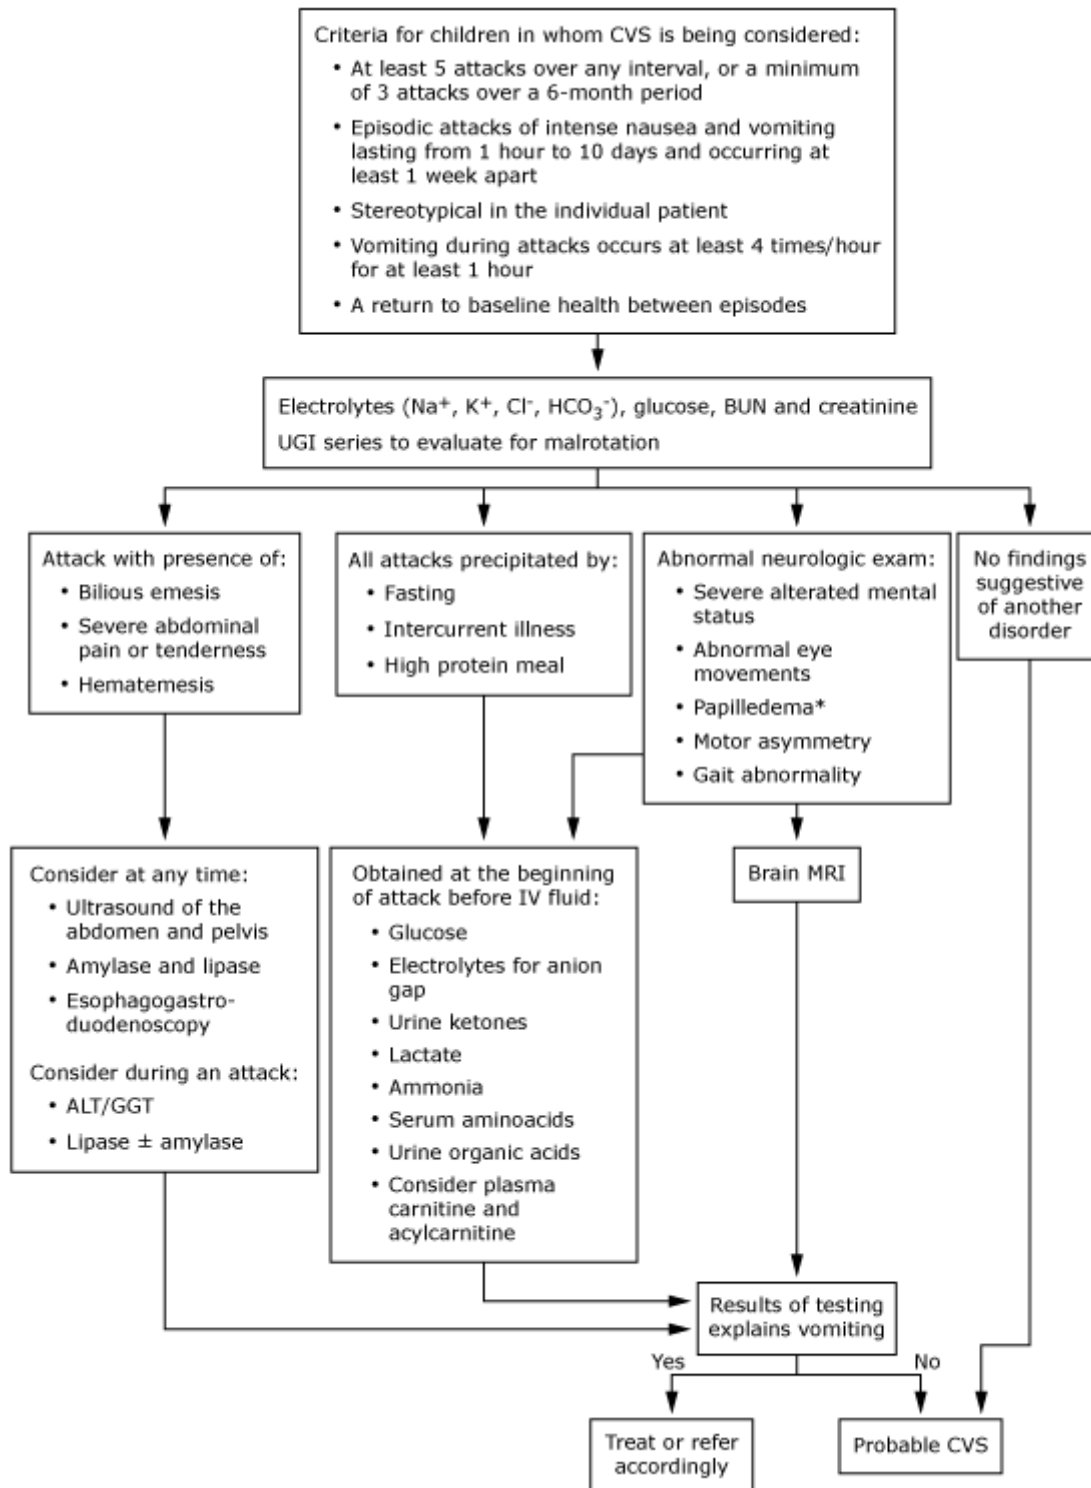 Criteria for children in whom CVS is being considered:
• At least 5 attacks over any interval, or a minimum
of 3 attacks over a 6-month period
• Episodic attacks of intense nausea and vomiting
lasting from 1 hour to 10 days and occurring at
least 1 week apart
• Stereotypical in the individual patient
• Vomiting during attacks occurs at least 4 times/hour
for at least 1 hour
• A return to baseline health between episodes
Electrolytes (Na⁺, K⁺, Cl⁻, HCO₃⁻), glucose, BUN and creatinine
UGI series to evaluate for malrotation
Attack with presence of:
• Bilious emesis
• Severe abdominal
pain or tenderness
• Hematemesis
All attacks precipitated by:
• Fasting
• Intercurrent illness
• High protein meal
Abnormal neurologic exam:
• Severe alterated mental
status
• Abnormal eye
movements
• Papilledema*
• Motor asymmetry
• Gait abnormality
No findings
suggestive
of another
disorder
Consider at any time:
• Ultrasound of the
abdomen and pelvis
• Amylase and lipase
• Esophagogastro-
duodenoscopy
Consider during an attack:
• ALT/GGT
• Lipase ± amylase
Obtained at the beginning
of attack before IV fluid:
• Glucose
• Electrolytes for anion
gap
• Urine ketones
• Lactate
• Ammonia
• Serum aminoacids
• Urine organic acids
• Consider plasma
carnitine and
acylcarnitine
Brain MRI
Results of testing
explains vomiting
Yes
No
Treat or refer
accordingly
Probable CVS